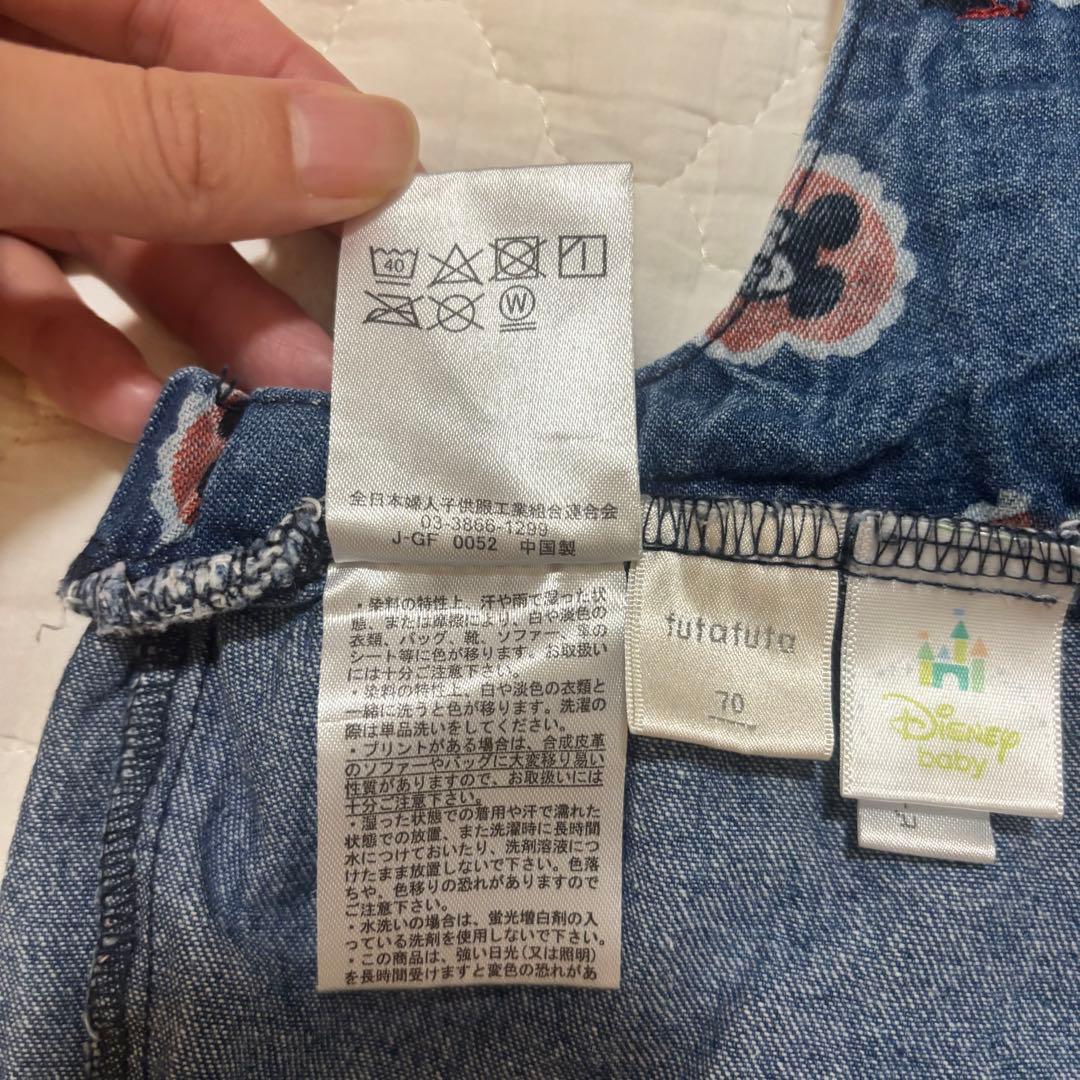 40
W
全日本婦人子供服工業組合連合会
03-3866-1299
J-GF 0052 中国製
・染料の特性上、汗や雨で湿った状
態、または摩擦により、白や淡色の
衣類、バッグ、靴、ソファー、車の
シート等に色が移ります。お取扱い
には十分ご注意下さい。
・染料の特性上、白や淡色の衣類と
一緒に洗うと色が移ります。洗濯の
際は単品洗いをしてください。
・プリントがある場合は、合成皮革
のソファーやバッグに大変移り易い
性質がありますので、お取扱いには
十分ご注意下さい。
・湿った状態での着用や汗で濡れた
状態での放置、また洗濯時に長時間
水につけておいたり、洗剤溶液につ
けたまま放置しないで下さい。色落
ちや、色移りの恐れがありますので
ご注意下さい。
・水洗いの場合は、蛍光増白剤の入
っている洗剤を使用しないで下さい。
・この商品は、強い日光(又は照明)
を長時間受けますと変色の恐れがあ
futafuta
70
Disney
baby